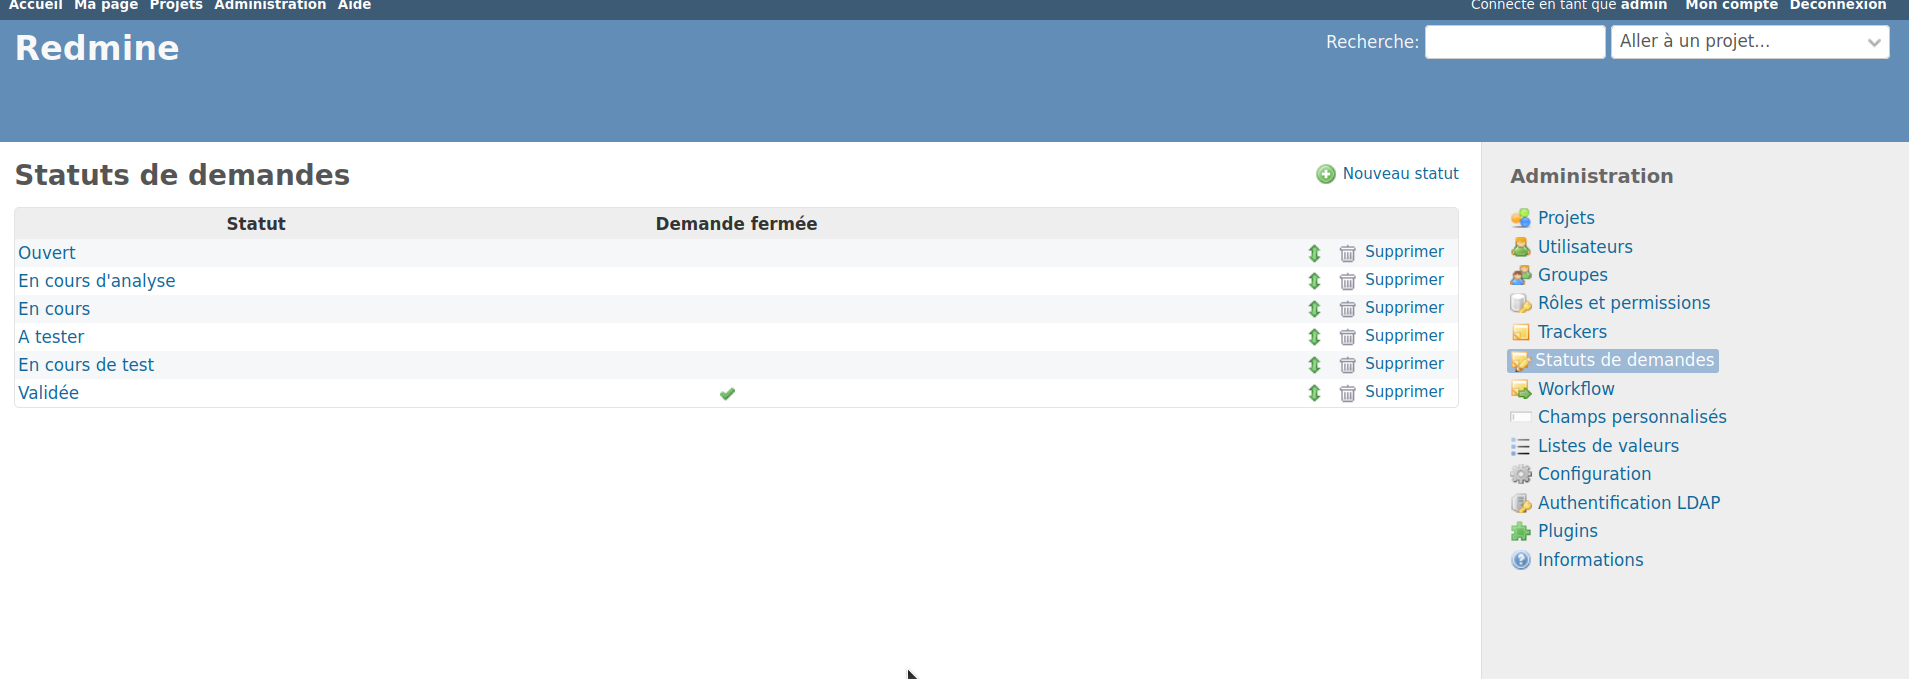 Accueil Ma page Projets Administration Aide Connecté en tant que admin Mon compte Déconnexion
Redmine Recherche: Aller à un projet...
Statuts de demandes Nouveau statut
Statut Demande fermée
Ouvert Supprimer
En cours d'analyse Supprimer
En cours Supprimer
A tester Supprimer
En cours de test Supprimer
Validée Supprimer
Administration
Projets
Utilisateurs
Groupes
Rôles et permissions
Trackers
Statuts de demandes
Workflow
Champs personnalisés
Listes de valeurs
Configuration
Authentification LDAP
Plugins
Informations